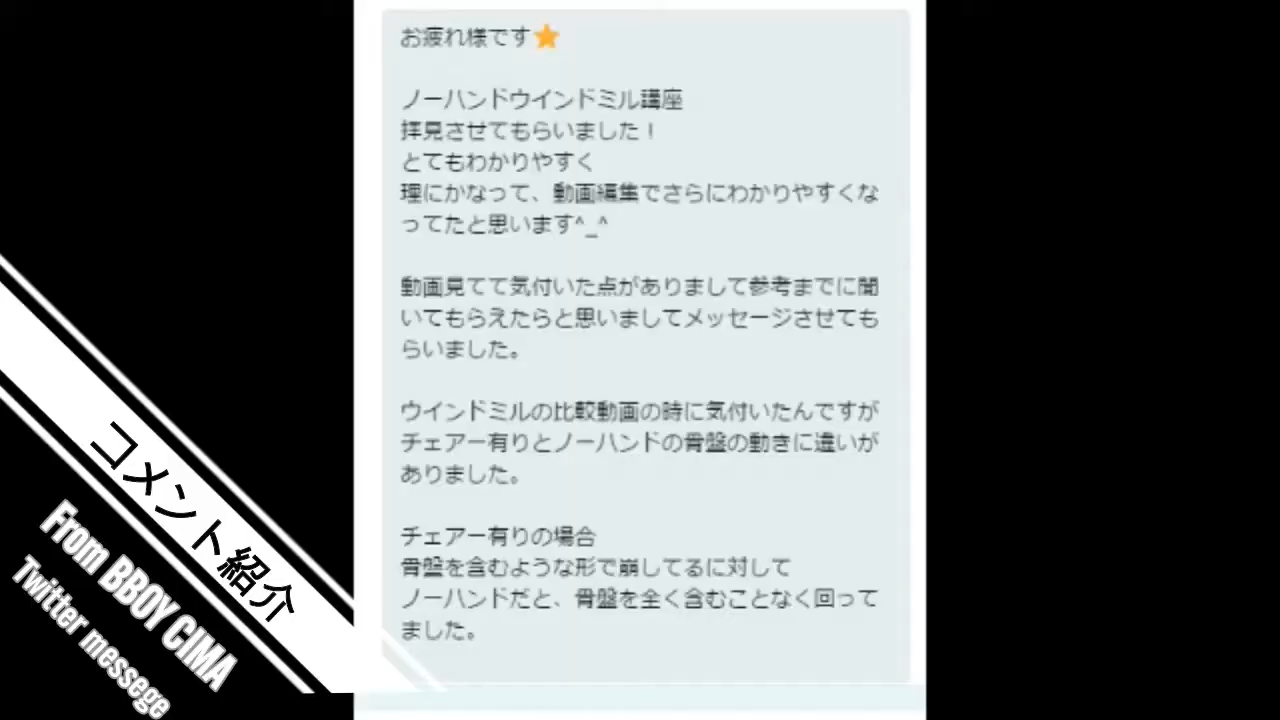 お疲れ様です⭐
ノーハンドウインドミル講座
拝見させてもらいました！
とてもわかりやすく
理にかなって、動画編集でさらにわかりやすくな
ってたと思います^_^
動画見てて気付いた点がありまして参考までに聞
いてもらえたらと思いましてメッセージさせても
らいました。
ウインドミルの比較動画の時に気付いたんですが
チェアー有りとノーハンドの骨盤の動きに違いが
ありました。
チェアー有りの場合
骨盤を含むような形で崩してるに対して
ノーハンドだと、骨盤を全く含むことなく回って
ました。
コメント紹介
From BBOY CIMA
Twitter messege